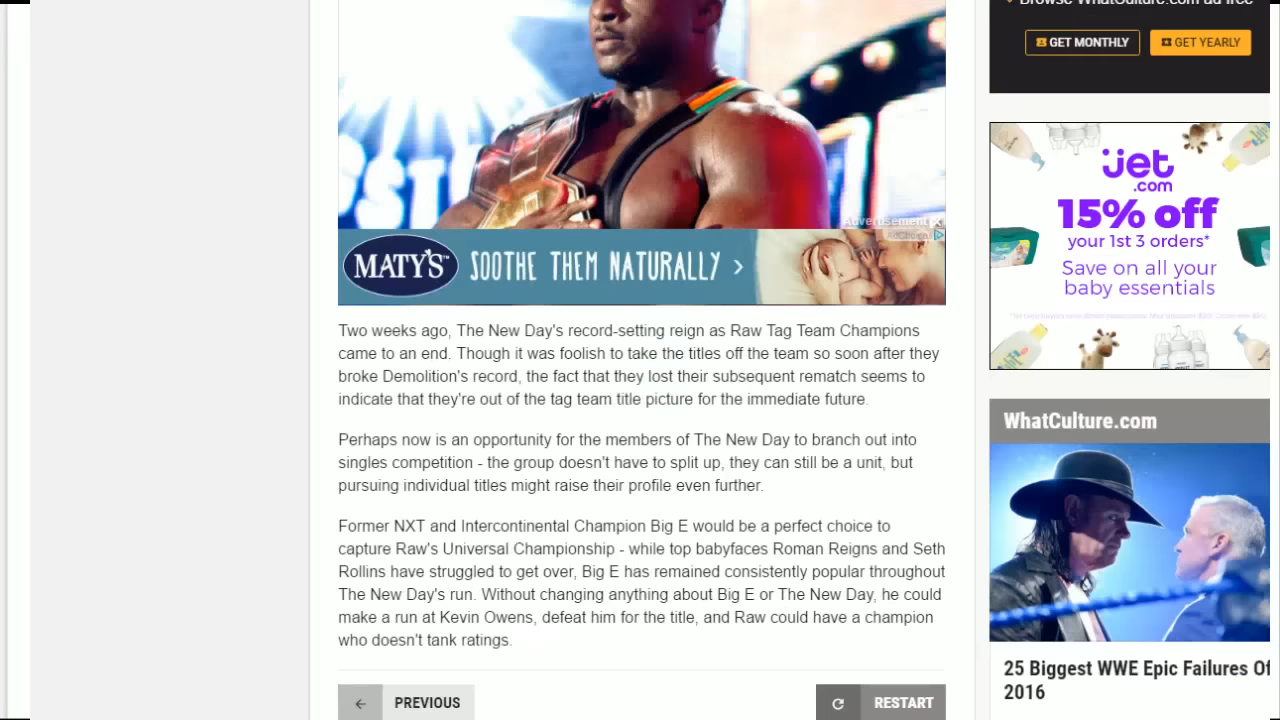 Browse WhatCulture.com ad free
GET MONTHLY
GET YEARLY
Advertisement X
AdChoices
MATY'S™ SOOTHE THEM NATURALLY >
jet
.com
15% off
your 1st 3 orders*
Save on all your
baby essentials
Two weeks ago, The New Day's record-setting reign as Raw Tag Team Champions
came to an end. Though it was foolish to take the titles off the team so soon after they
broke Demolition's record, the fact that they lost their subsequent rematch seems to
indicate that they're out of the tag team title picture for the immediate future.
Perhaps now is an opportunity for the members of The New Day to branch out into
singles competition - the group doesn't have to split up, they can still be a unit, but
pursuing individual titles might raise their profile even further.
Former NXT and Intercontinental Champion Big E would be a perfect choice to
capture Raw's Universal Championship - while top babyfaces Roman Reigns and Seth
Rollins have struggled to get over, Big E has remained consistently popular throughout
The New Day's run. Without changing anything about Big E or The New Day, he could
make a run at Kevin Owens, defeat him for the title, and Raw could have a champion
who doesn't tank ratings.
← PREVIOUS
RESTART
WhatCulture.com
25 Biggest WWE Epic Failures Of
2016